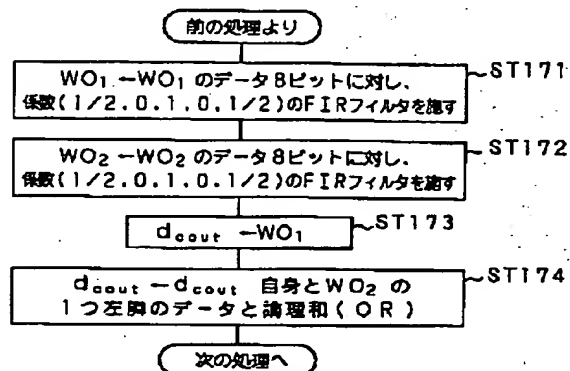 前の処理より
WO₁ ←WO₁ のデータ8ビットに対し、
係数(1/2.0.1.0.1/2)のFIRフィルタを施す
ST171
WO₂ ←WO₂ のデータ8ビットに対し、
係数(1/2.0.1.0.1/2)のFIRフィルタを施す
ST172
dcout ←WO₁
ST173
dcout ←dcout 自身とWO₂ の
1つ左隣のデータと論理和(OR)
ST174
次の処理へ